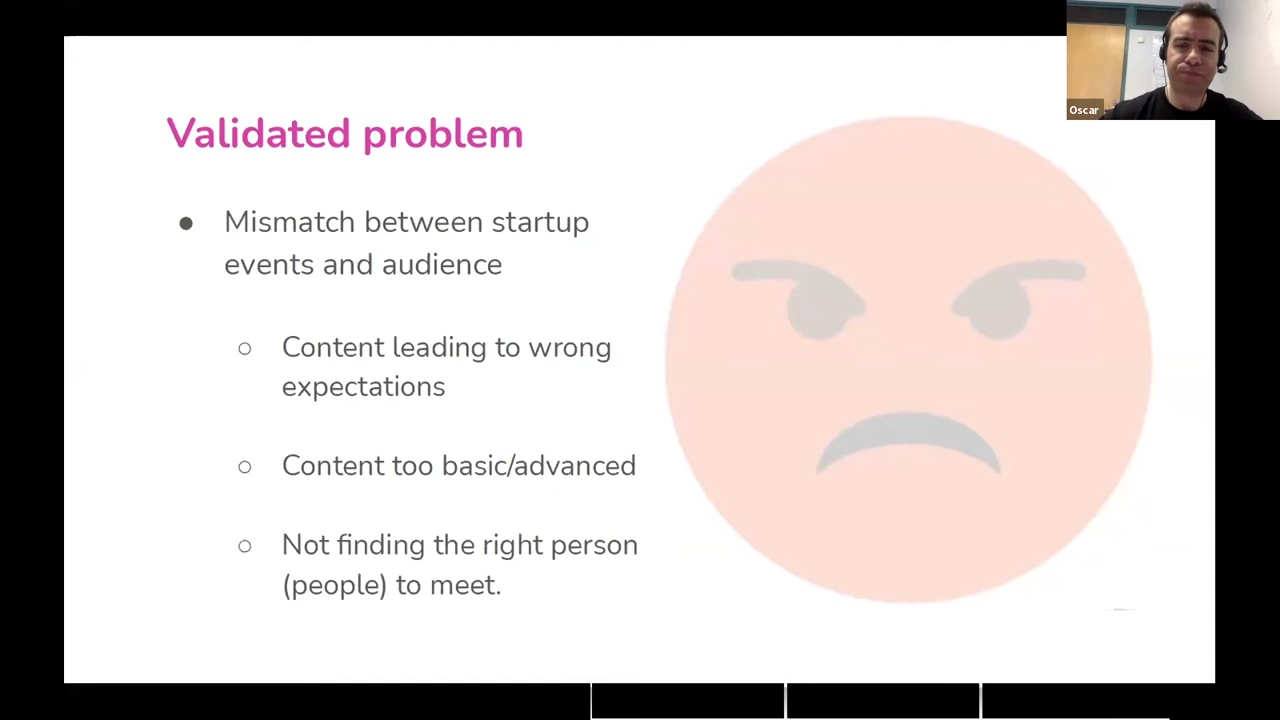 Oscar
Validated problem
● Mismatch between startup
events and audience
○ Content leading to wrong
expectations
○ Content too basic/advanced
○ Not finding the right person
(people) to meet.